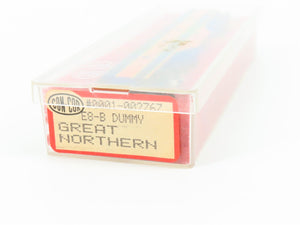 CON COR
#0001-002767
E8-B DUMMY
GREAT
NORTHERN